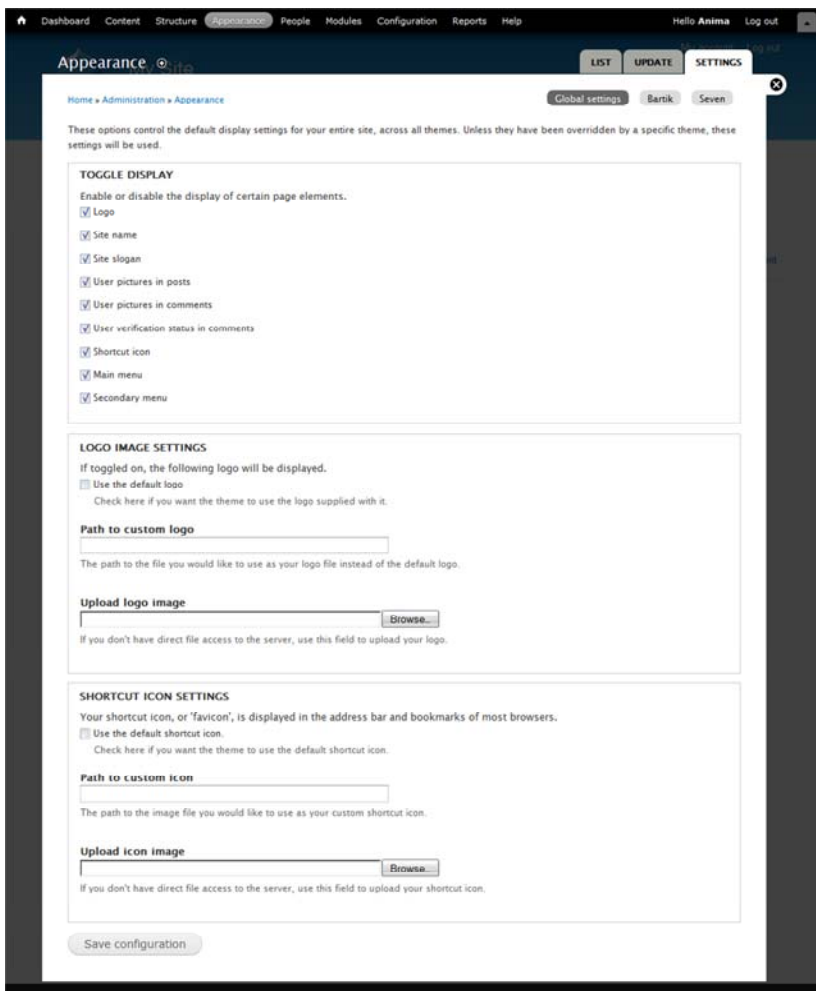 Dashboard Content Structure Appearance People Modules Configuration Reports Help Hello Anima Log out
My account Log out
Appearance My Site LIST UPDATE SETTINGS
Home » Administration » Appearance Global settings Bartik Seven
These options control the default display settings for your entire site, across all themes. Unless they have been overridden by a specific theme, these
settings will be used.
TOGGLE DISPLAY
Enable or disable the display of certain page elements.
Logo
Site name
Site slogan
User pictures in posts
User pictures in comments
User verification status in comments
Shortcut icon
Main menu
Secondary menu
LOGO IMAGE SETTINGS
If toggled on, the following logo will be displayed.
Use the default logo
Check here if you want the theme to use the logo supplied with it.
Path to custom logo
The path to the file you would like to use as your logo file instead of the default logo.
Upload logo image
Browse..
If you don't have direct file access to the server, use this field to upload your logo.
SHORTCUT ICON SETTINGS
Your shortcut icon, or 'favicon', is displayed in the address bar and bookmarks of most browsers.
Use the default shortcut icon.
Check here if you want the theme to use the default shortcut icon.
Path to custom icon
The path to the image file you would like to use as your custom shortcut icon.
Upload icon image
Browse..
If you don't have direct file access to the server, use this field to upload your shortcut icon.
Save configuration